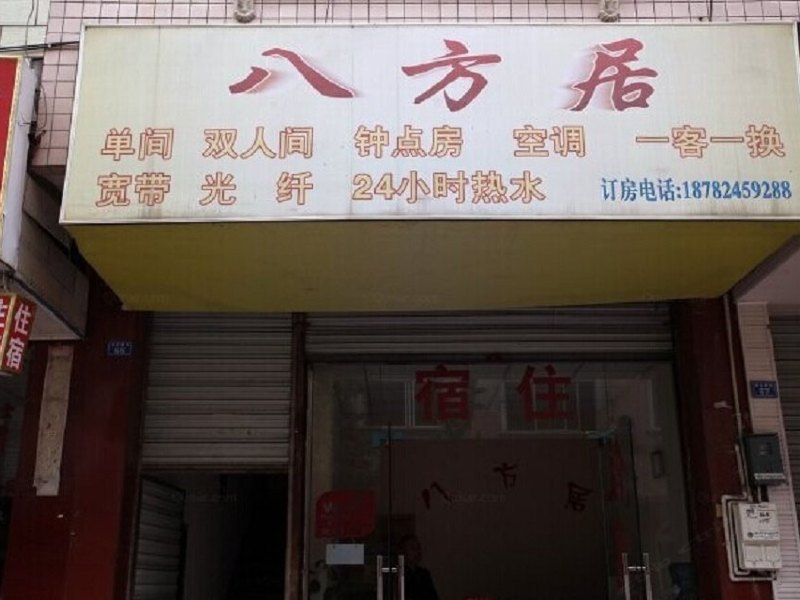 八方居
单间 双人间 钟点房 空调 一客一换
宽带 光纤 24小时热水 订房电话:18782459288
住宿
宿住
八方居